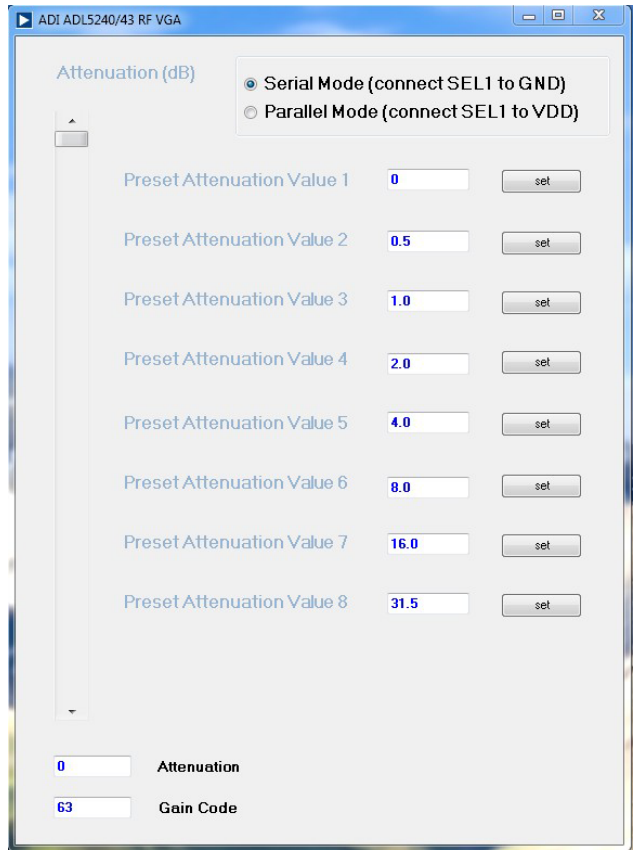 ADI ADL5240/43 RF VGA
Attenuation (dB)
Serial Mode (connect SEL1 to GND)
Parallel Mode (connect SEL1 to VDD)
Preset Attenuation Value 1 0 set
Preset Attenuation Value 2 0.5 set
Preset Attenuation Value 3 1.0 set
Preset Attenuation Value 4 2.0 set
Preset Attenuation Value 5 4.0 set
Preset Attenuation Value 6 8.0 set
Preset Attenuation Value 7 16.0 set
Preset Attenuation Value 8 31.5 set
0 Attenuation
63 Gain Code